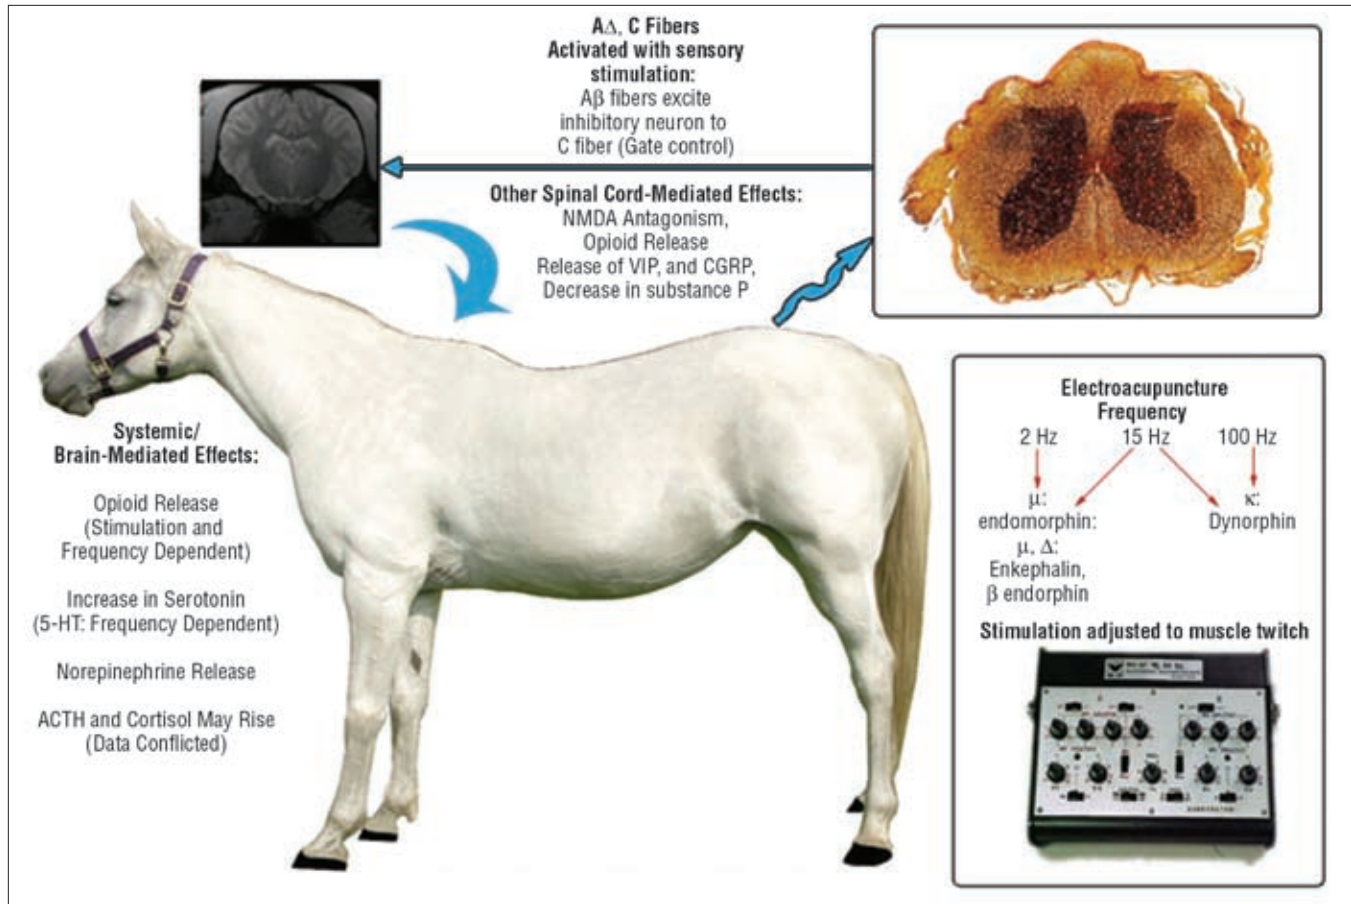 AΔ, C Fibers
Activated with sensory
stimulation:
Aβ fibers excite
inhibitory neuron to
C fiber (Gate control)
Other Spinal Cord-Mediated Effects:
NMDA Antagonism,
Opioid Release
Release of VIP, and CGRP,
Decrease in substance P
Systemic/
Brain-Mediated Effects:
Opioid Release
(Stimulation and
Frequency Dependent)
Increase in Serotonin
(5-HT: Frequency Dependent)
Norepinephrine Release
ACTH and Cortisol May Rise
(Data Conflicted)
Electroacupuncture
Frequency
2 Hz 15 Hz 100 Hz
μ: κ:
endomorphin: Dynorphin
μ, Δ:
Enkephalin,
β endorphin
Stimulation adjusted to muscle twitch